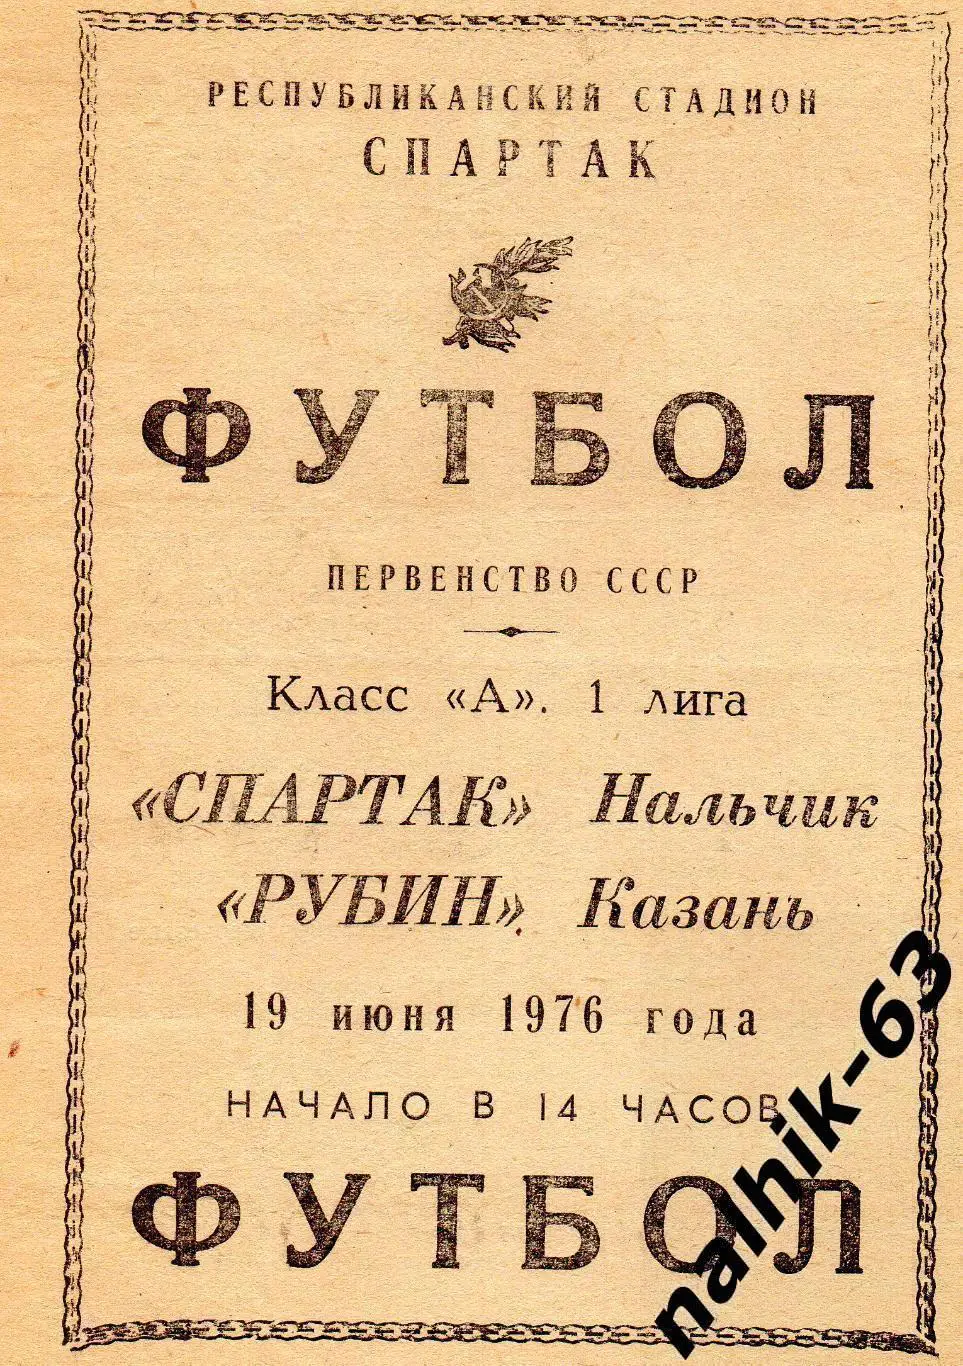 РЕСПУБЛИКАНСКИЙ СТАДИОН
СПАРТАК
ФУТБОЛ
ПЕРВЕНСТВО СССР
Класс «А». 1 лига
«СПАРТАК» Нальчик
«РУБИН» Казань
19 июня 1976 года
НАЧАЛО В 14 ЧАСОВ
ФУТБОЛ
nalhik-63